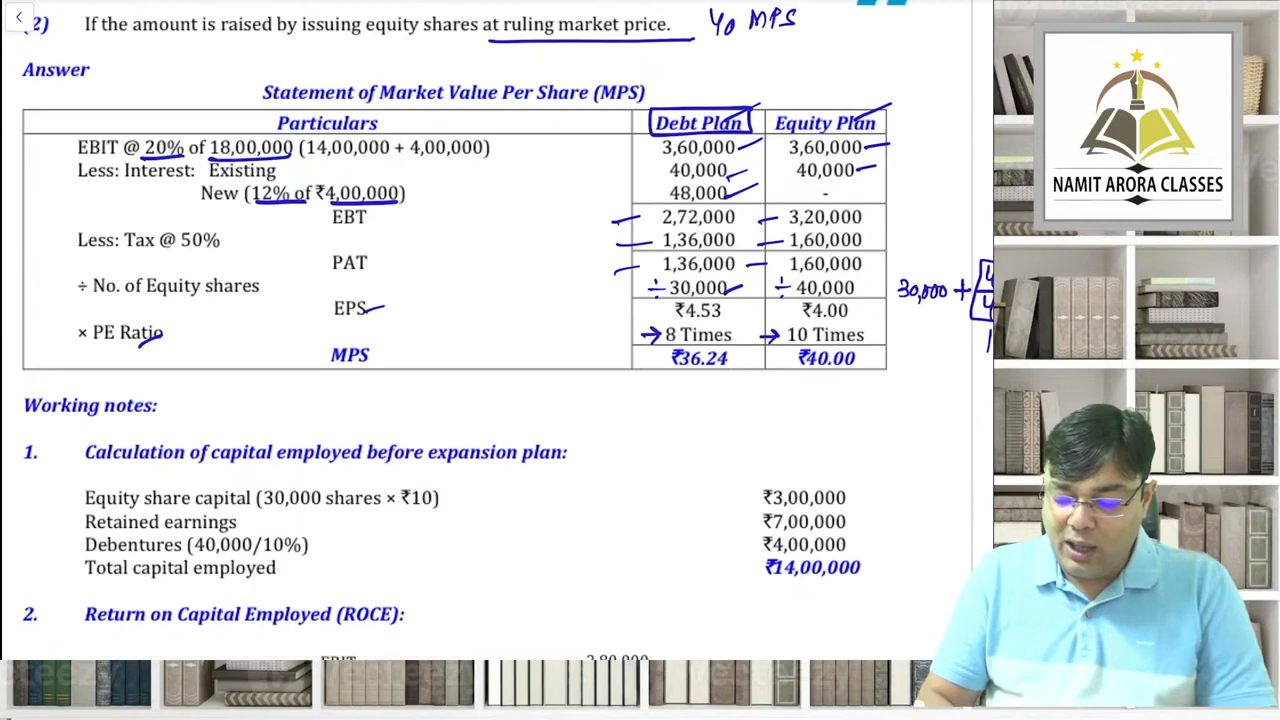 (2) If the amount is raised by issuing equity shares at ruling market price. 40 MPS
Answer
Statement of Market Value Per Share (MPS)
Particulars Debt Plan Equity Plan
EBIT @ 20% of 18,00,000 (14,00,000 + 4,00,000) 3,60,000 3,60,000
Less: Interest: Existing 40,000 40,000
New (12% of ₹4,00,000) 48,000 -
EBT 2,72,000 3,20,000
Less: Tax @ 50% 1,36,000 1,60,000
PAT 1,36,000 1,60,000
÷ No. of Equity shares ÷ 30,000 ÷ 40,000 30,000 +
EPS ₹4.53 ₹4.00
× PE Ratio → 8 Times → 10 Times
MPS ₹36.24 ₹40.00
Working notes:
1. Calculation of capital employed before expansion plan:
Equity share capital (30,000 shares × ₹10) ₹3,00,000
Retained earnings ₹7,00,000
Debentures (40,000/10%) ₹4,00,000
Total capital employed ₹14,00,000
2. Return on Capital Employed (ROCE):
NAMIT ARORA CLASSES